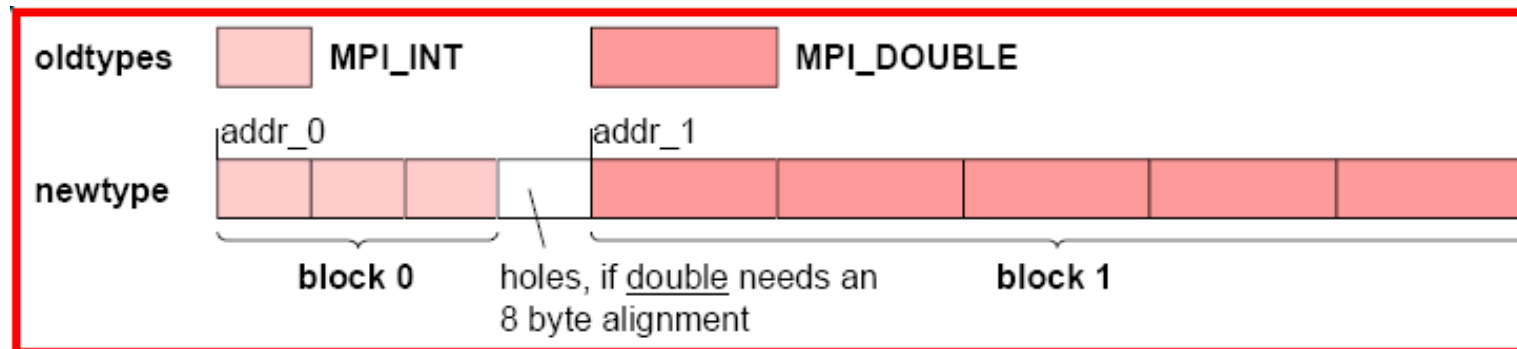 oldtypes MPI_INT MPI_DOUBLE
addr_0 addr_1
newtype
block 0 holes, if double needs an block 1
8 byte alignment